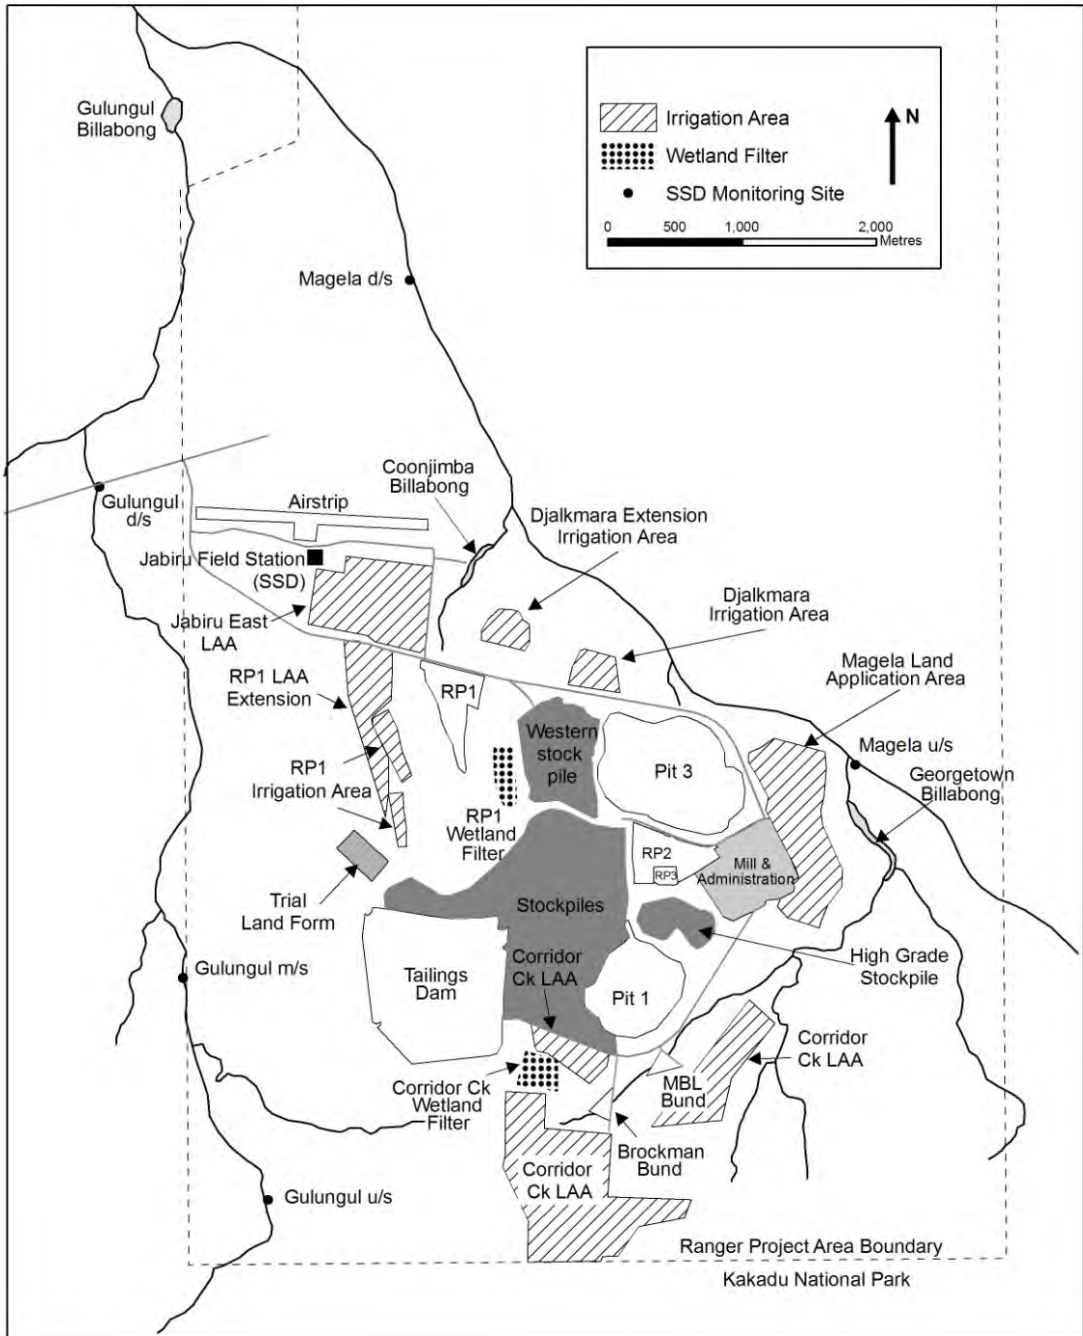 Gulungul
Billabong
Irrigation Area
N
Wetland Filter
SSD Monitoring Site
0 500 1,000 2,000
Metres
Magela d/s
Coonjimba
Billabong
Airstrip
Gulungul
d/s
Djalkmara Extension
Irrigation Area
Jabiru Field Station
(SSD)
Djalkmara
Irrigation Area
Jabiru East
LAA
Magela Land
Application Area
RP1 LAA
Extension
RP1
Western
stock
pile
Magela u/s
Pit 3
Georgetown
Billabong
RP1
Irrigation Area
RP1
Wetland
Filter
RP2
RP3
Mill &
Administration
Trial
Land Form
Stockpiles
High Grade
Stockpile
Gulungul m/s
Tailings
Dam
Corridor
Ck LAA
Pit 1
Corridor
Ck LAA
MBL
Bund
Corridor Ck
Wetland
Filter
Brockman
Bund
Corridor
Ck LAA
Gulungul u/s
Ranger Project Area Boundary
Kakadu National Park